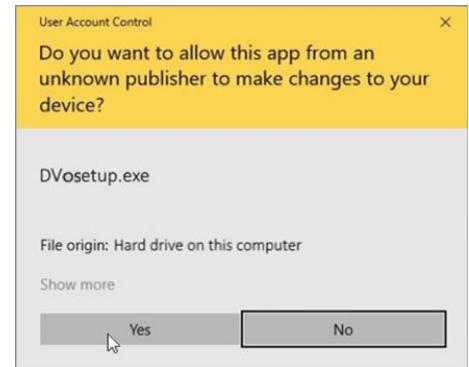 User Account Control
Do you want to allow this app from an
unknown publisher to make changes to your
device?
DVosetup.exe
File origin: Hard drive on this computer
Show more
Yes
No